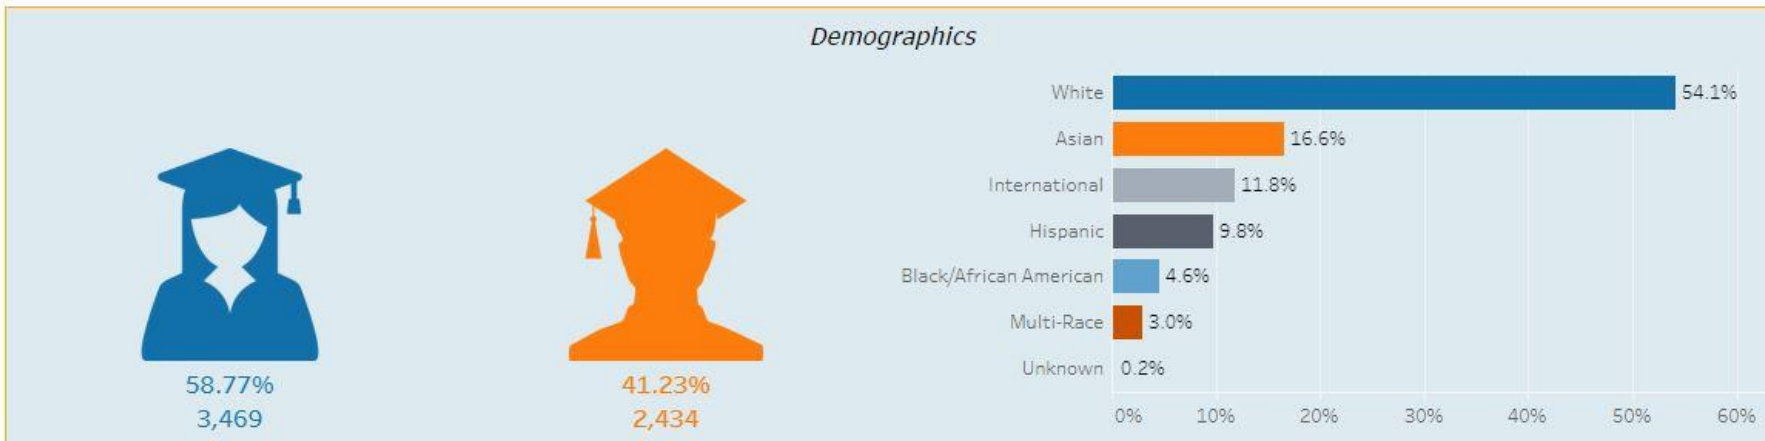 Demographics
58.77%
3,469
41.23%
2,434
White 54.1%
Asian 16.6%
International 11.8%
Hispanic 9.8%
Black/African American 4.6%
Multi-Race 3.0%
Unknown 0.2%
0% 10% 20% 30% 40% 50% 60%